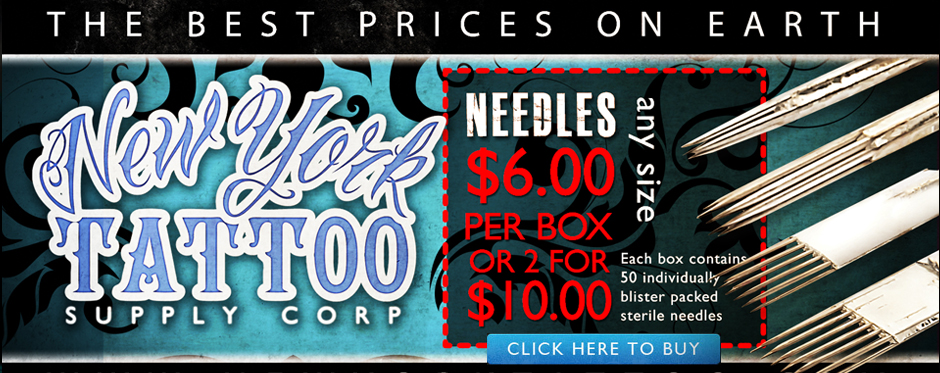 THE BEST PRICES ON EARTH
New York
TATTOO
SUPPLY CORP
NEEDLES
any size
$6.00
PER BOX
OR 2 FOR
$10.00
Each box contains
50 individually
blister packed
sterile needles
CLICK HERE TO BUY